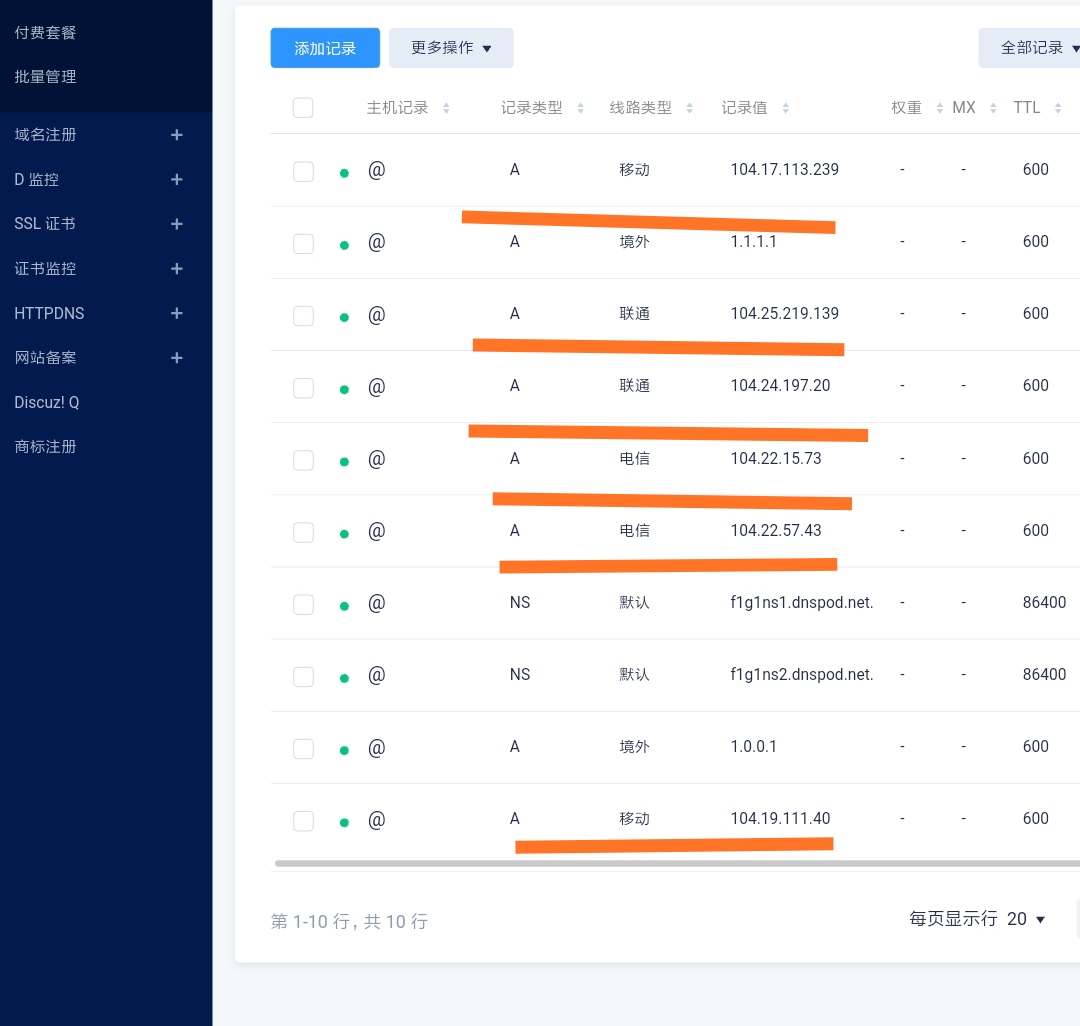 付费套餐
批量管理
域名注册 +
D 监控 +
SSL 证书 +
证书监控 +
HTTPDNS +
网站备案 +
Discuz! Q
商标注册
添加记录 更多操作 全部记录
主机记录 记录类型 线路类型 记录值 权重 MX TTL
@ A 移动 104.17.113.239 - - 600
@ A 境外 1.1.1.1 - - 600
@ A 联通 104.25.219.139 - - 600
@ A 联通 104.24.197.20 - - 600
@ A 电信 104.22.15.73 - - 600
@ A 电信 104.22.57.43 - - 600
@ NS 默认 f1g1ns1.dnspod.net. - - 86400
@ NS 默认 f1g1ns2.dnspod.net. - - 86400
@ A 境外 1.0.0.1 - - 600
@ A 移动 104.19.111.40 - - 600
第 1-10 行，共 10 行 每页显示行 20